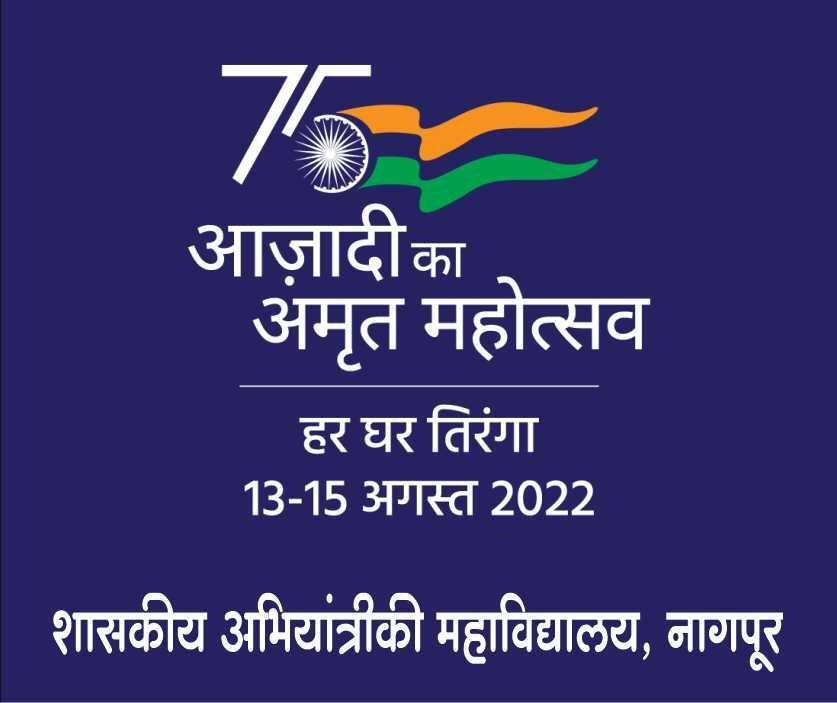 75
आज़ादी का
अमृत महोत्सव
हर घर तिरंगा
13-15 अगस्त 2022
शासकीय अभियांत्रीकी महाविद्यालय, नागपूर